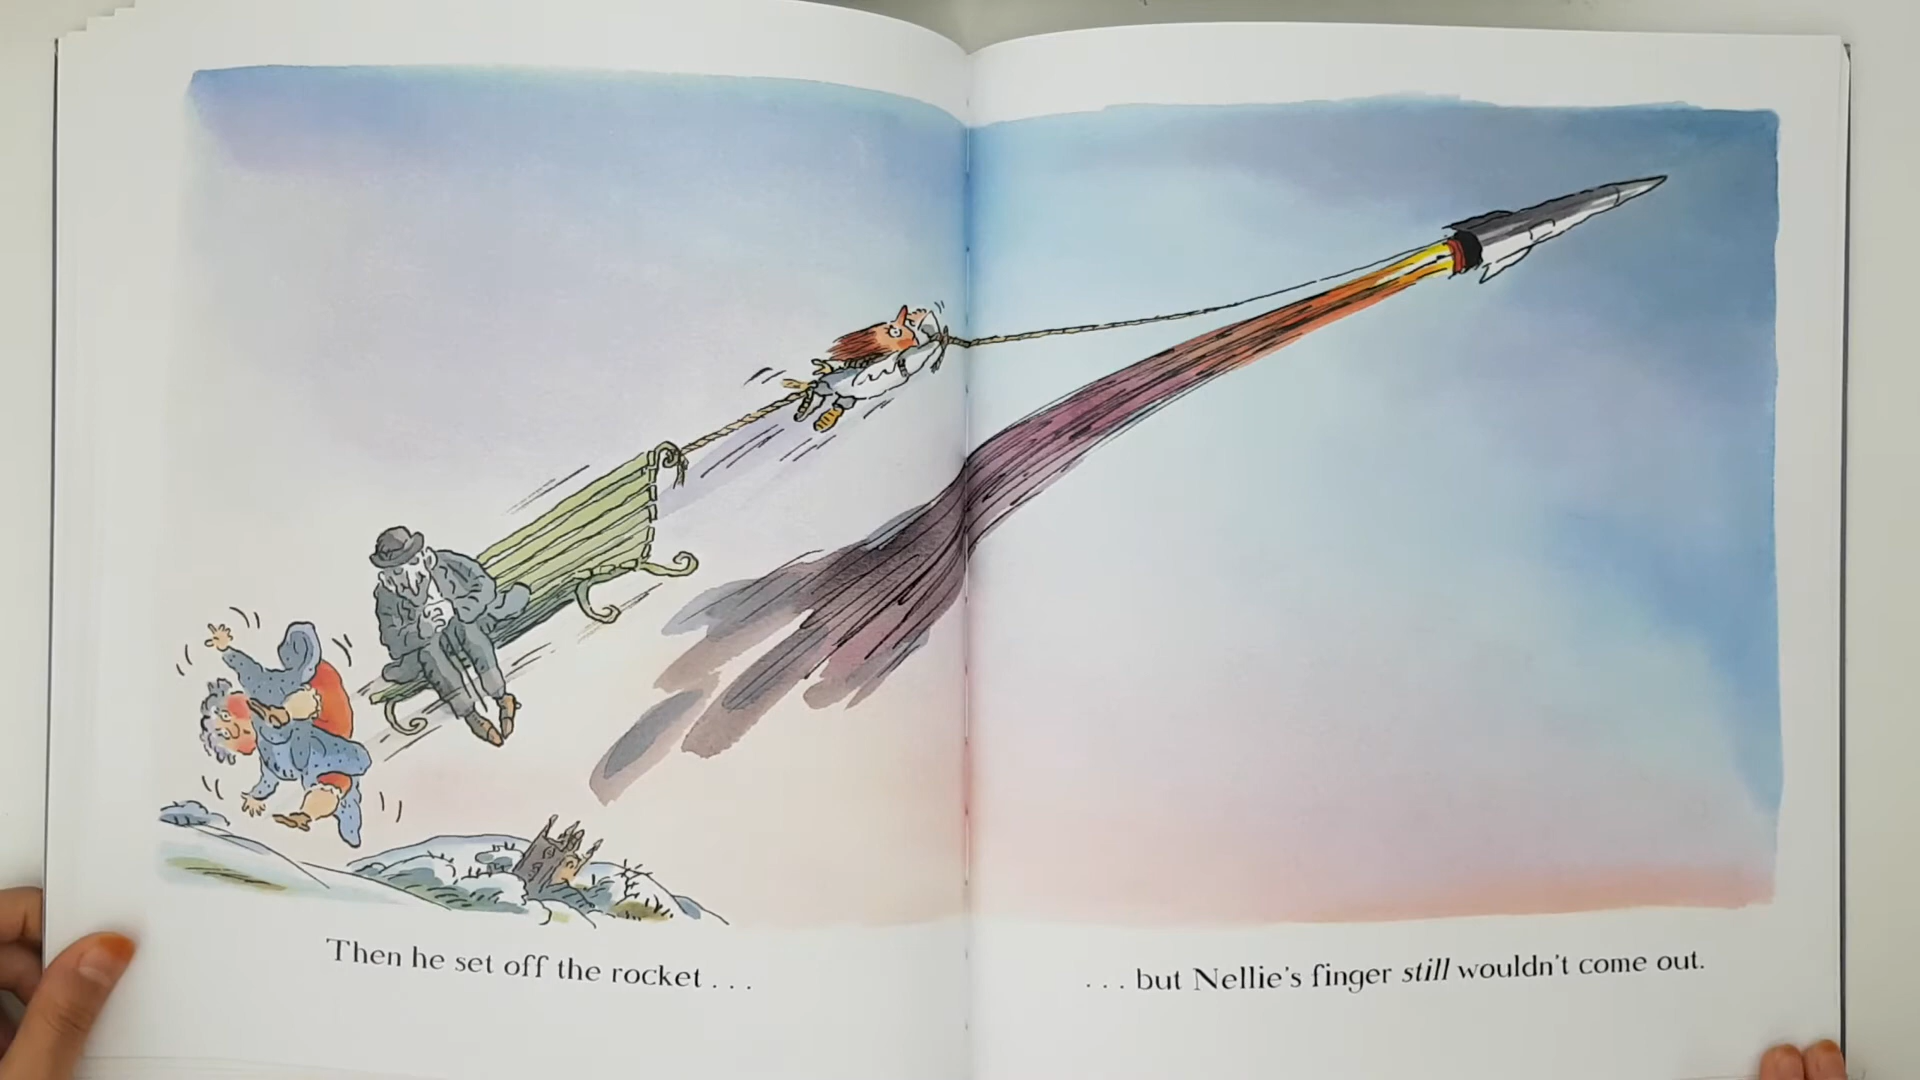 Then he set off the rocket . . .
. . . but Nellie's finger still wouldn't come out.